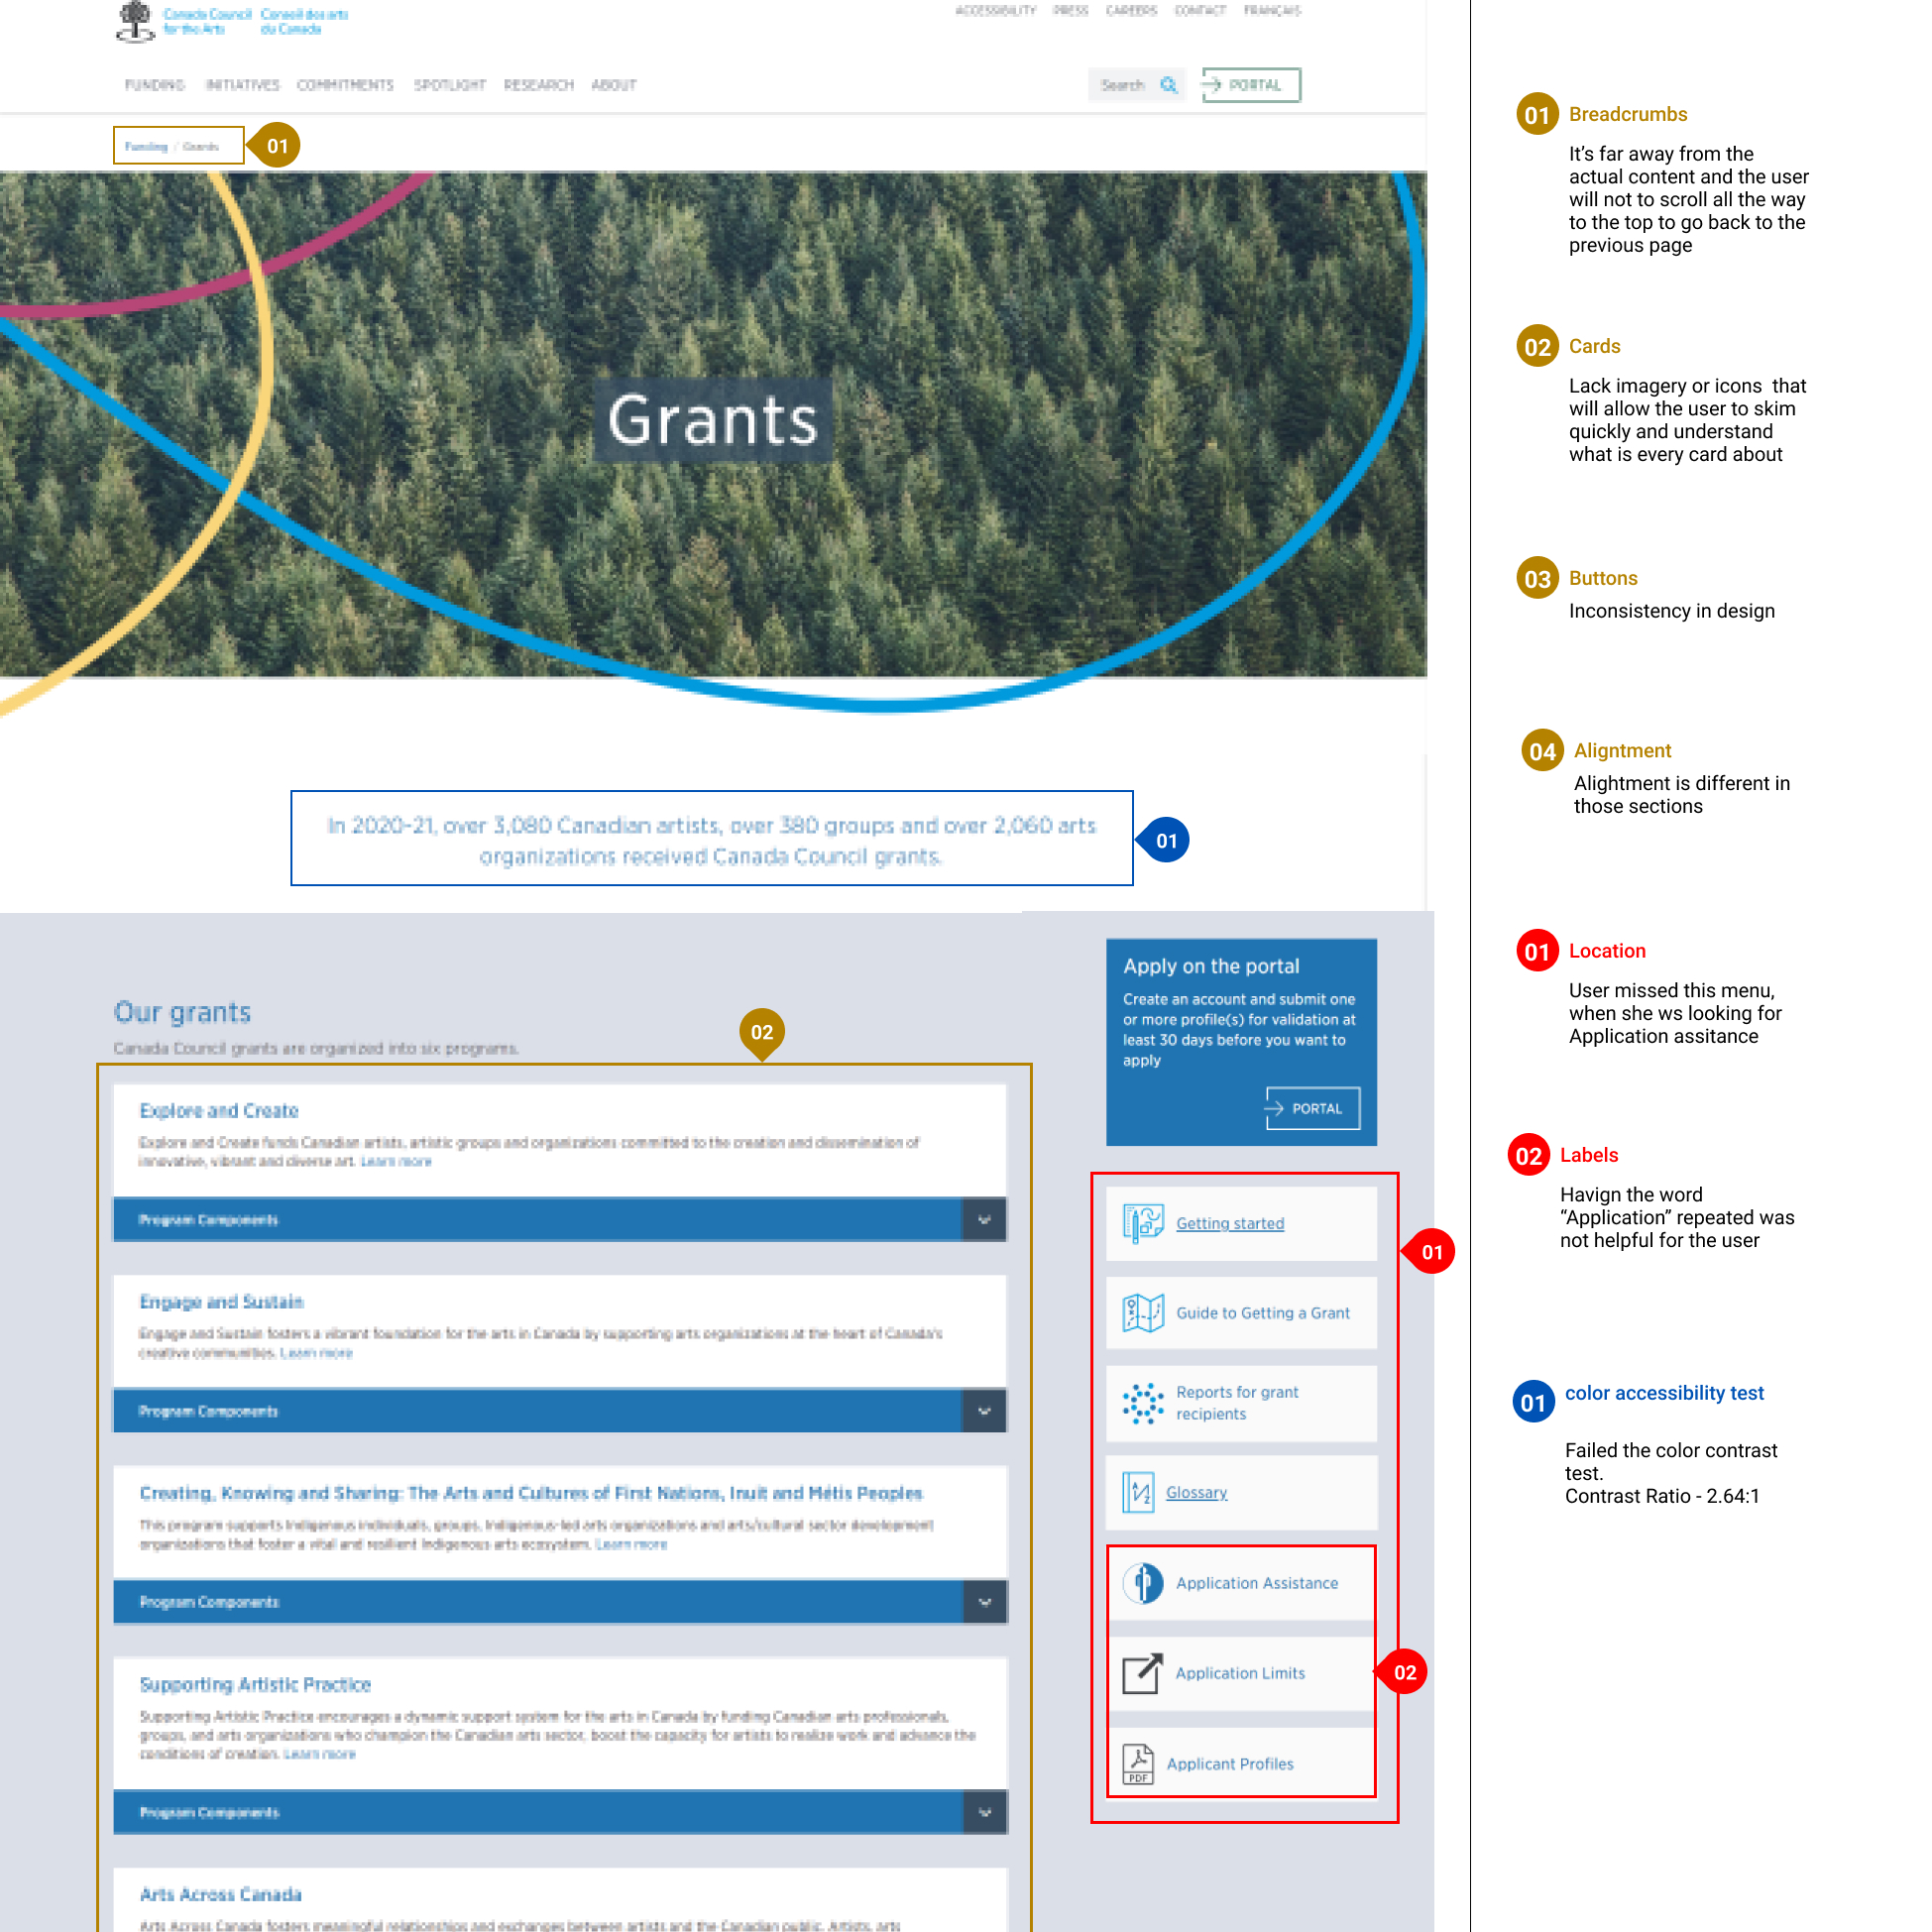 Canada Council Conseil des arts
for the Arts du Canada
ACCESSIBILITY PRESS CAREERS CONTACT FRANÇAIS
FUNDING INITIATIVES COMMITMENTS SPOTLIGHT RESEARCH ABOUT
Search PORTAL
Funding / Grants
01
Grants
In 2020-21, over 3,080 Canadian artists, over 380 groups and over 2,060 arts
organizations received Canada Council grants.
01
Our grants
Canada Council grants are organized into six programs.
02
Explore and Create
Explore and Create funds Canadian artists, artistic groups and organizations committed to the creation and dissemination of
innovative, vibrant and diverse art. Learn more
Program Components
Engage and Sustain
Engage and Sustain fosters a vibrant foundation for the arts in Canada by supporting arts organizations at the heart of Canada's
creative communities. Learn more
Program Components
Creating, Knowing and Sharing: The Arts and Cultures of First Nations, Inuit and Métis Peoples
This program supports Indigenous individuals, groups, Indigenous-led arts organizations and arts/cultural sector development
organizations that foster a vital and resilient Indigenous arts ecosystem. Learn more
Program Components
Supporting Artistic Practice
Supporting Artistic Practice encourages a dynamic support system for the arts in Canada by funding Canadian arts professionals,
groups, and arts organizations who champion the Canadian arts sector, boost the capacity for artists to realize work and advance the
conditions of creation. Learn more
Program Components
Arts Across Canada
Arts Across Canada fosters meaningful relationships and exchanges between artists and the Canadian public. Artists, arts
Apply on the portal
Create an account and submit one
or more profile(s) for validation at
least 30 days before you want to
apply
PORTAL
Getting started
Guide to Getting a Grant
Reports for grant
recipients
Glossary
Application Assistance
Application Limits
PDF
Applicant Profiles
01
02
01 Breadcrumbs
It's far away from the
actual content and the user
will not to scroll all the way
to the top to go back to the
previous page
02 Cards
Lack imagery or icons that
will allow the user to skim
quickly and understand
what is every card about
03 Buttons
Inconsistency in design
04 Aligntment
Alightment is different in
those sections
01 Location
User missed this menu,
when she ws looking for
Application assitance
02 Labels
Havign the word
“Application” repeated was
not helpful for the user
01 color accessibility test
Failed the color contrast
test.
Contrast Ratio - 2.64:1